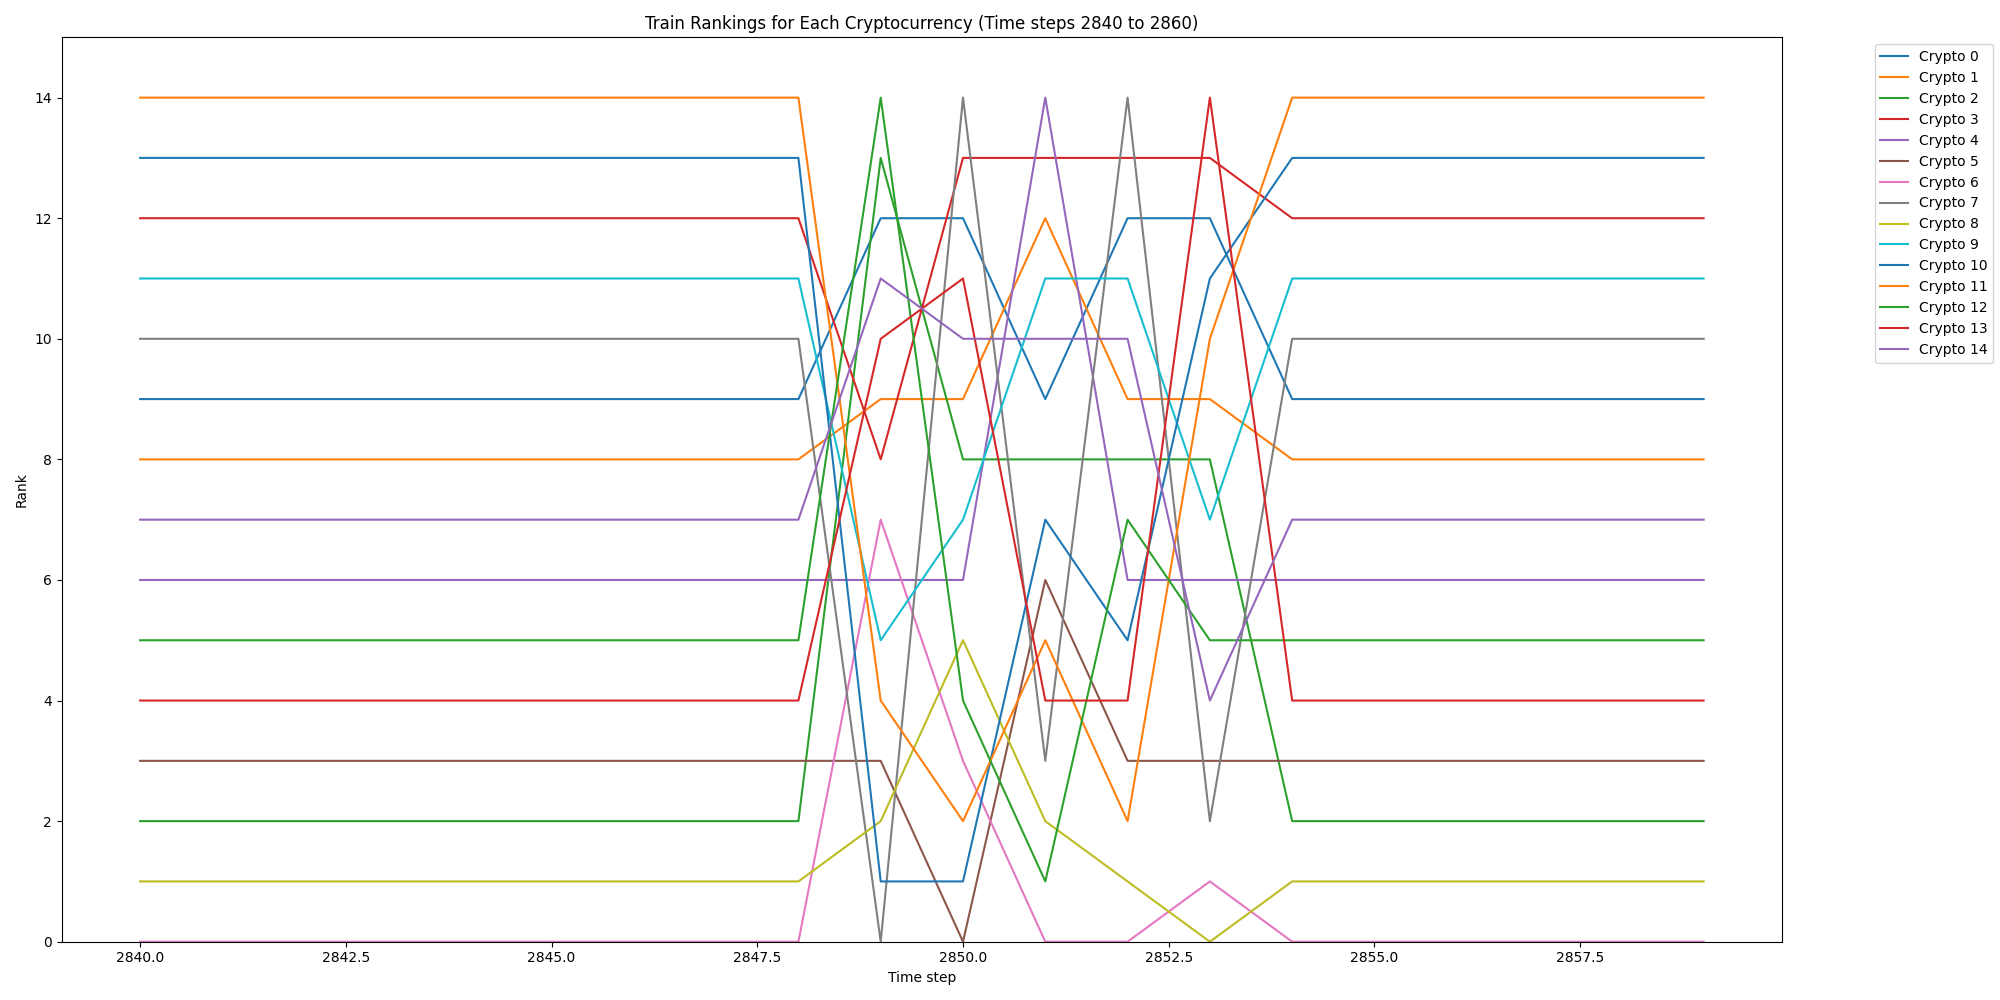 Train Rankings for Each Cryptocurrency (Time steps 2840 to 2860)
Crypto 0
Crypto 1
Crypto 2
Crypto 3
Crypto 4
Crypto 5
Crypto 6
Crypto 7
Crypto 8
Crypto 9
Crypto 10
Crypto 11
Crypto 12
Crypto 13
Crypto 14
14
12
10
8
6
4
2
0
Rank
2840.0 2842.5 2845.0 2847.5 2850.0 2852.5 2855.0 2857.5
Time step